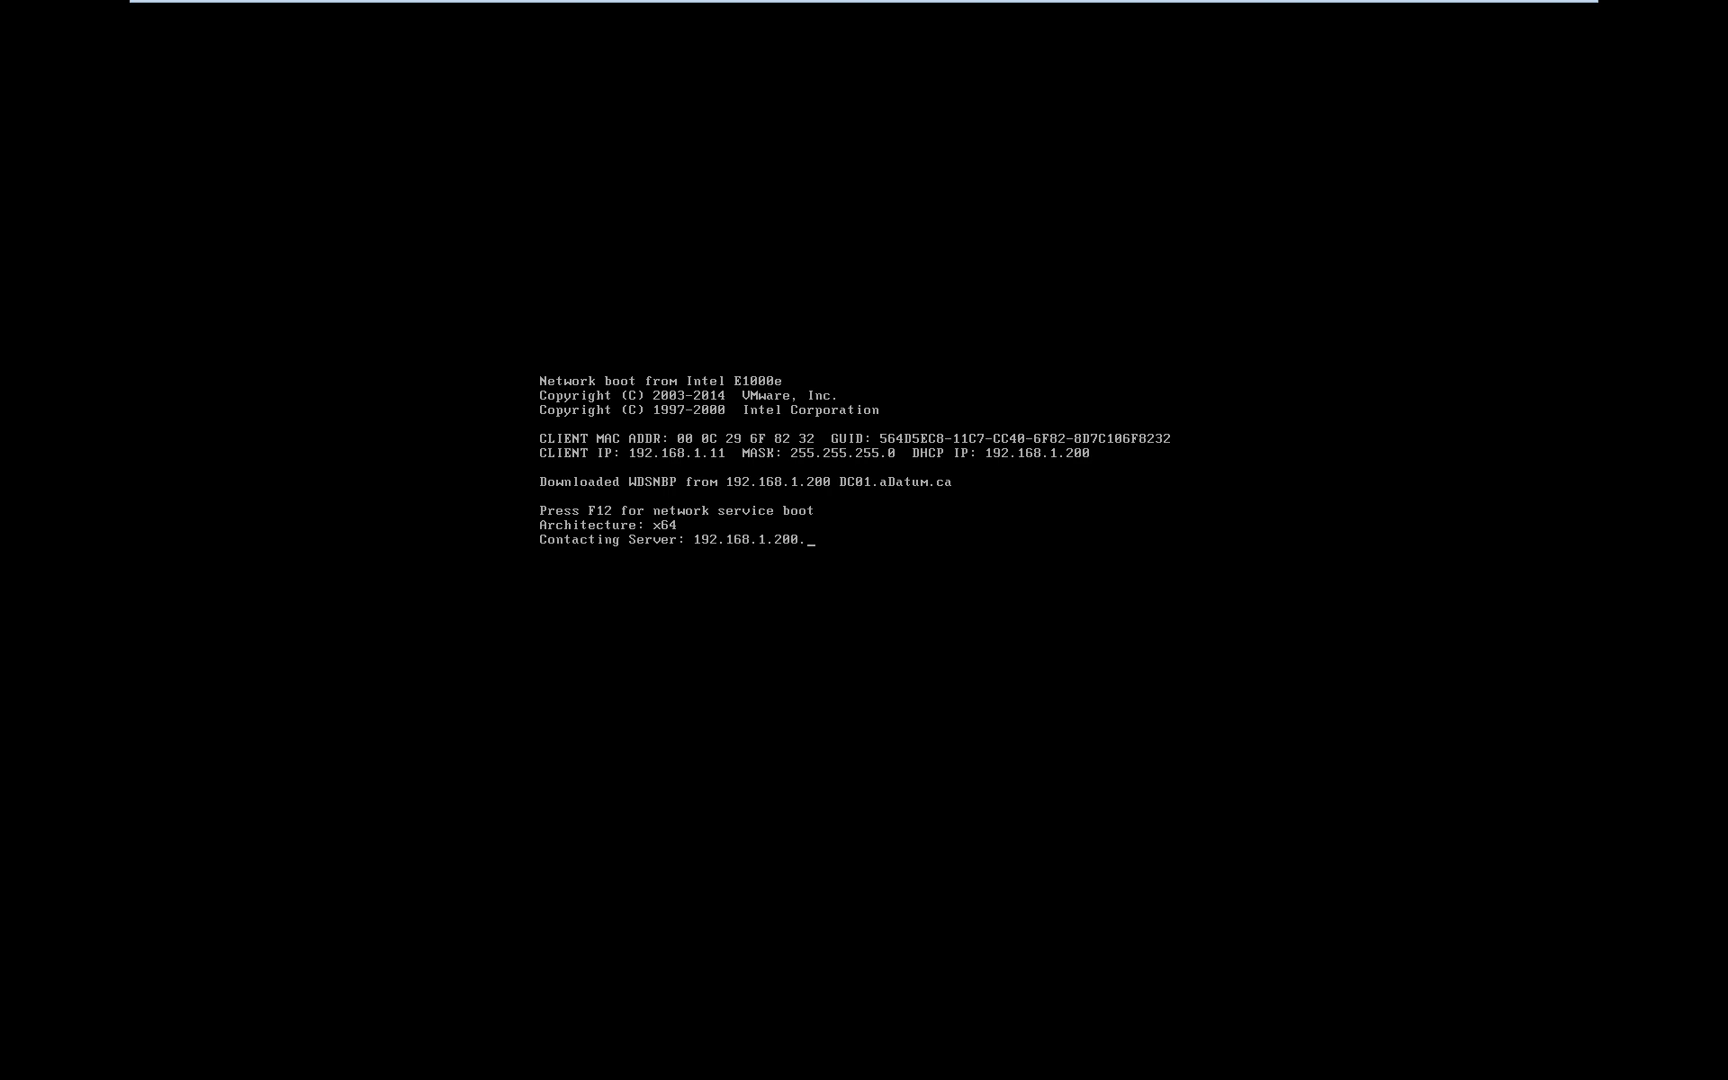 Network boot from Intel E1000e
Copyright (C) 2003-2014  VMware, Inc.
Copyright (C) 1997-2000  Intel Corporation
CLIENT MAC ADDR: 00 0C 29 6F 82 32  GUID: 564D5EC8-11C7-CC40-6F82-8D7C106F8232
CLIENT IP: 192.168.1.11  MASK: 255.255.255.0  DHCP IP: 192.168.1.200
Downloaded WDSNBP from 192.168.1.200 DC01.aDatum.ca
Press F12 for network service boot
Architecture: x64
Contacting Server: 192.168.1.200._